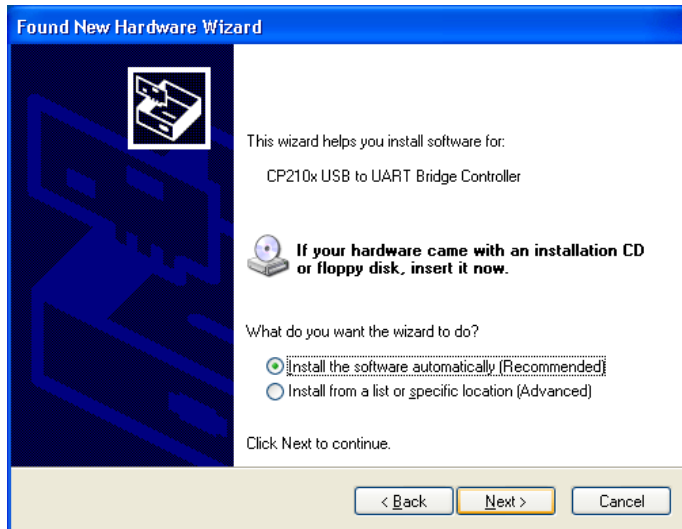 Found New Hardware Wizard
This wizard helps you install software for:
CP210x USB to UART Bridge Controller
If your hardware came with an installation CD
or floppy disk, insert it now.
What do you want the wizard to do?
Install the software automatically (Recommended)
Install from a list or specific location (Advanced)
Click Next to continue.
< Back Next > Cancel